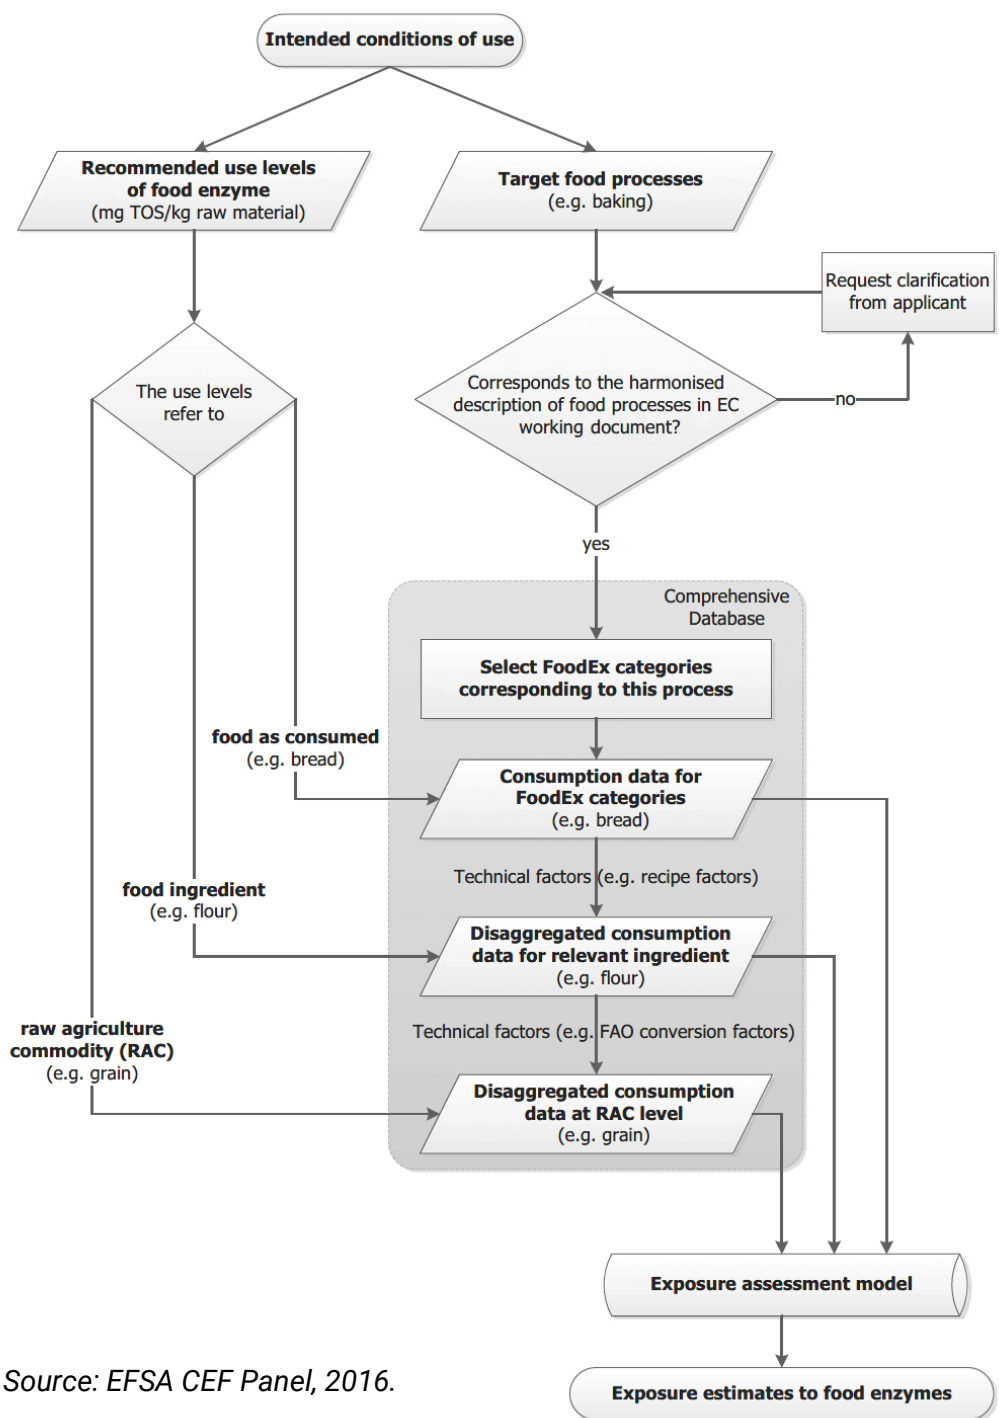 Intended conditions of use
Recommended use levels
of food enzyme
(mg TOS/kg raw material)
Target food processes
(e.g. baking)
Request clarification
from applicant
The use levels
refer to
Corresponds to the harmonised
description of food processes in EC
working document?
no
yes
Comprehensive
Database
Select FoodEx categories
corresponding to this process
food as consumed
(e.g. bread)
Consumption data for
FoodEx categories
(e.g. bread)
Technical factors (e.g. recipe factors)
food ingredient
(e.g. flour)
Disaggregated consumption
data for relevant ingredient
(e.g. flour)
Technical factors (e.g. FAO conversion factors)
raw agriculture
commodity (RAC)
(e.g. grain)
Disaggregated consumption
data at RAC level
(e.g. grain)
Exposure assessment model
Exposure estimates to food enzymes
Source: EFSA CEF Panel, 2016.